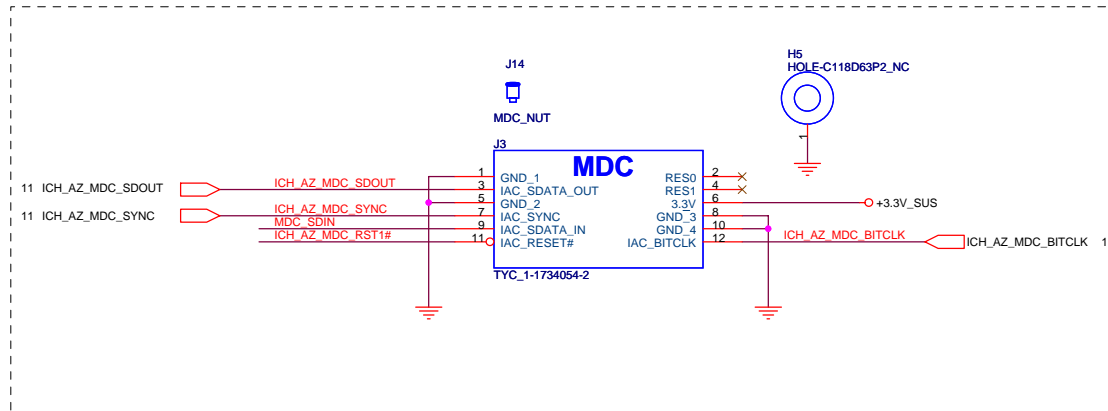 H5
HOLE-C118D63P2_NC
J14
MDC_NUT
1
J3
MDC
1 GND_1 RES0 2
11 ICH_AZ_MDC_SDOUT ICH_AZ_MDC_SDOUT 3 IAC_SDATA_OUT RES1 4
5 GND_2 3.3V 6 +3.3V_SUS
11 ICH_AZ_MDC_SYNC ICH_AZ_MDC_SYNC 7 IAC_SYNC GND_3 8
MDC_SDIN 9 IAC_SDATA_IN GND_4 10
ICH_AZ_MDC_RST1# 11 IAC_RESET# IAC_BITCLK 12 ICH_AZ_MDC_BITCLK ICH_AZ_MDC_BITCLK 1
TYC_1-1734054-2